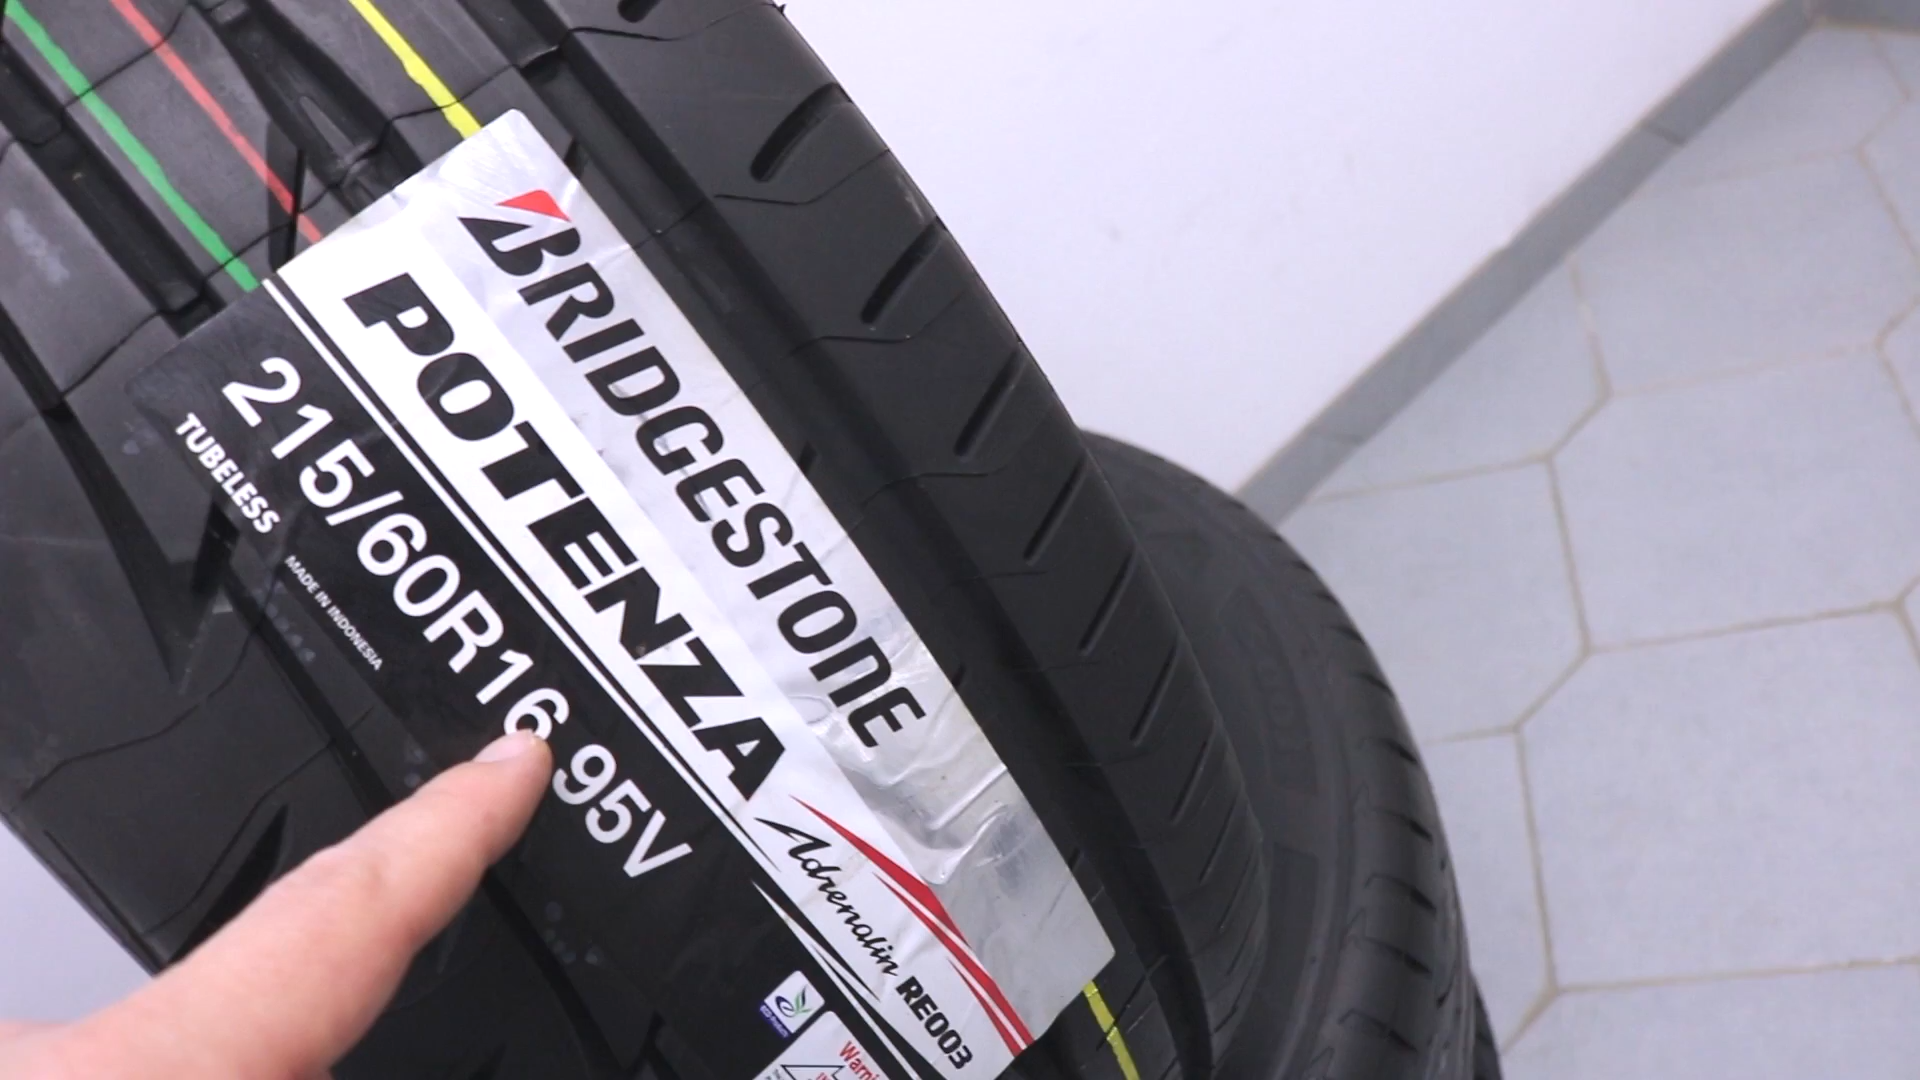 BRIDGESTONE
POTENZA
Adrenalin RE003
215/60R16 95V
TUBELESS
MADE IN INDONESIA